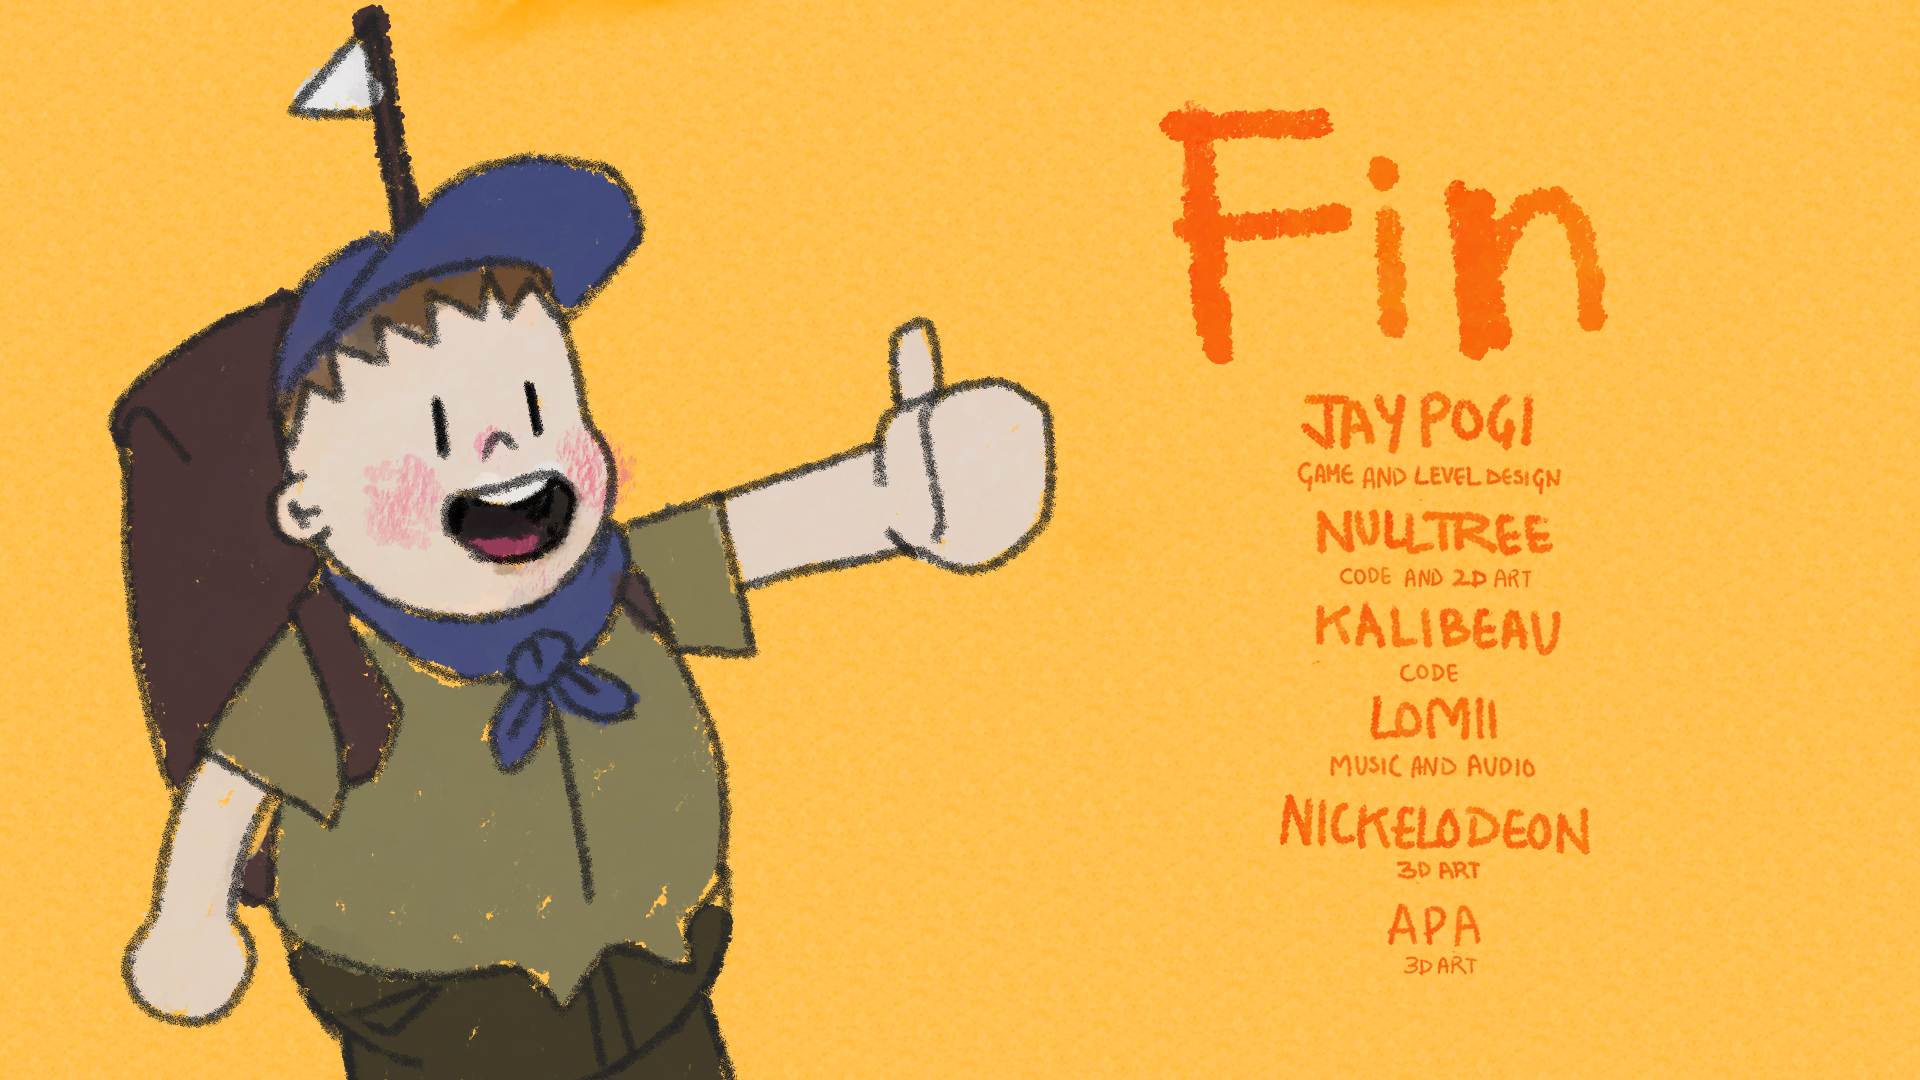 Fin
JAY POGI
GAME AND LEVEL DESIGN
NULLTREE
CODE AND 2D ART
KALIBEAU
CODE
LOMII
MUSIC AND AUDIO
NICKELODEON
3D ART
APA
3D ART